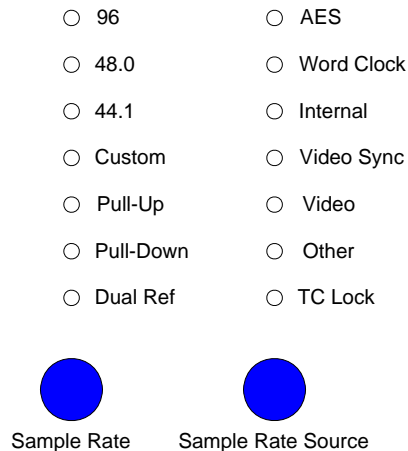 96
AES
48.0
Word Clock
44.1
Internal
Custom
Video Sync
Pull-Up
Video
Pull-Down
Other
Dual Ref
TC Lock
Sample Rate
Sample Rate Source